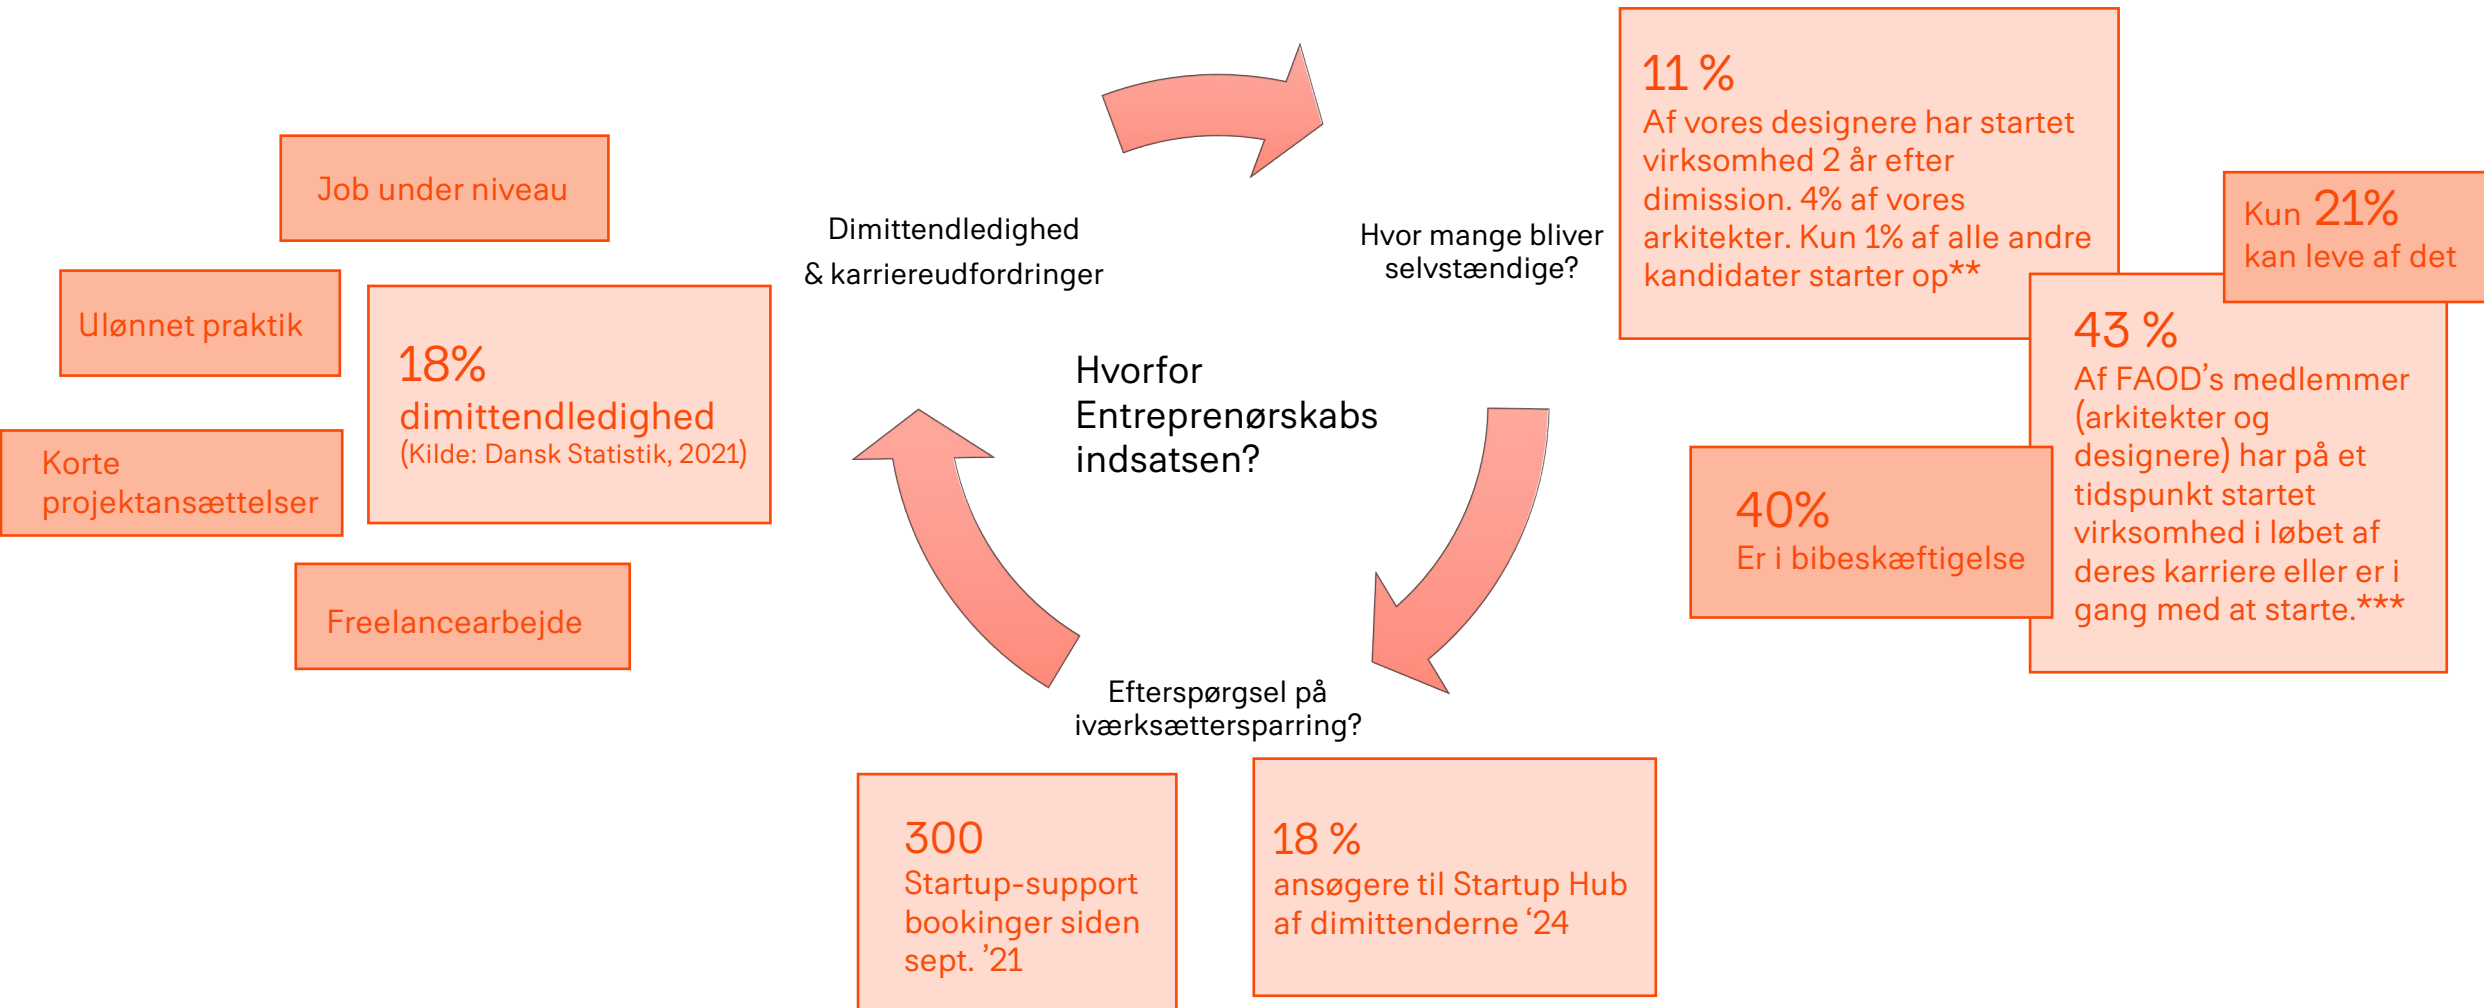 Job under niveau
Ulønnet praktik
18%
dimittendledighed
(Kilde: Dansk Statistik, 2021)
Korte
projektansættelser
Freelancearbejde
Dimittendledighed
& karriereudfordringer
Hvorfor
Entreprenørskabs
indsatsen?
Hvor mange bliver
selvstændige?
11 %
Af vores designere har startet
virksomhed 2 år efter
dimission. 4% af vores
arkitekter. Kun 1% af alle andre
kandidater starter op**
Kun 21%
kan leve af det
43 %
Af FAOD’s medlemmer
(arkitekter og
designere) har på et
tidspunkt startet
virksomhed i løbet af
deres karriere eller er i
gang med at starte.***
40%
Er i bibeskæftigelse
Efterspørgsel på
iværksættersparring?
300
Startup-support
bookinger siden
sept. ’21
18 %
ansøgere til Startup Hub
af dimittenderne ‘24